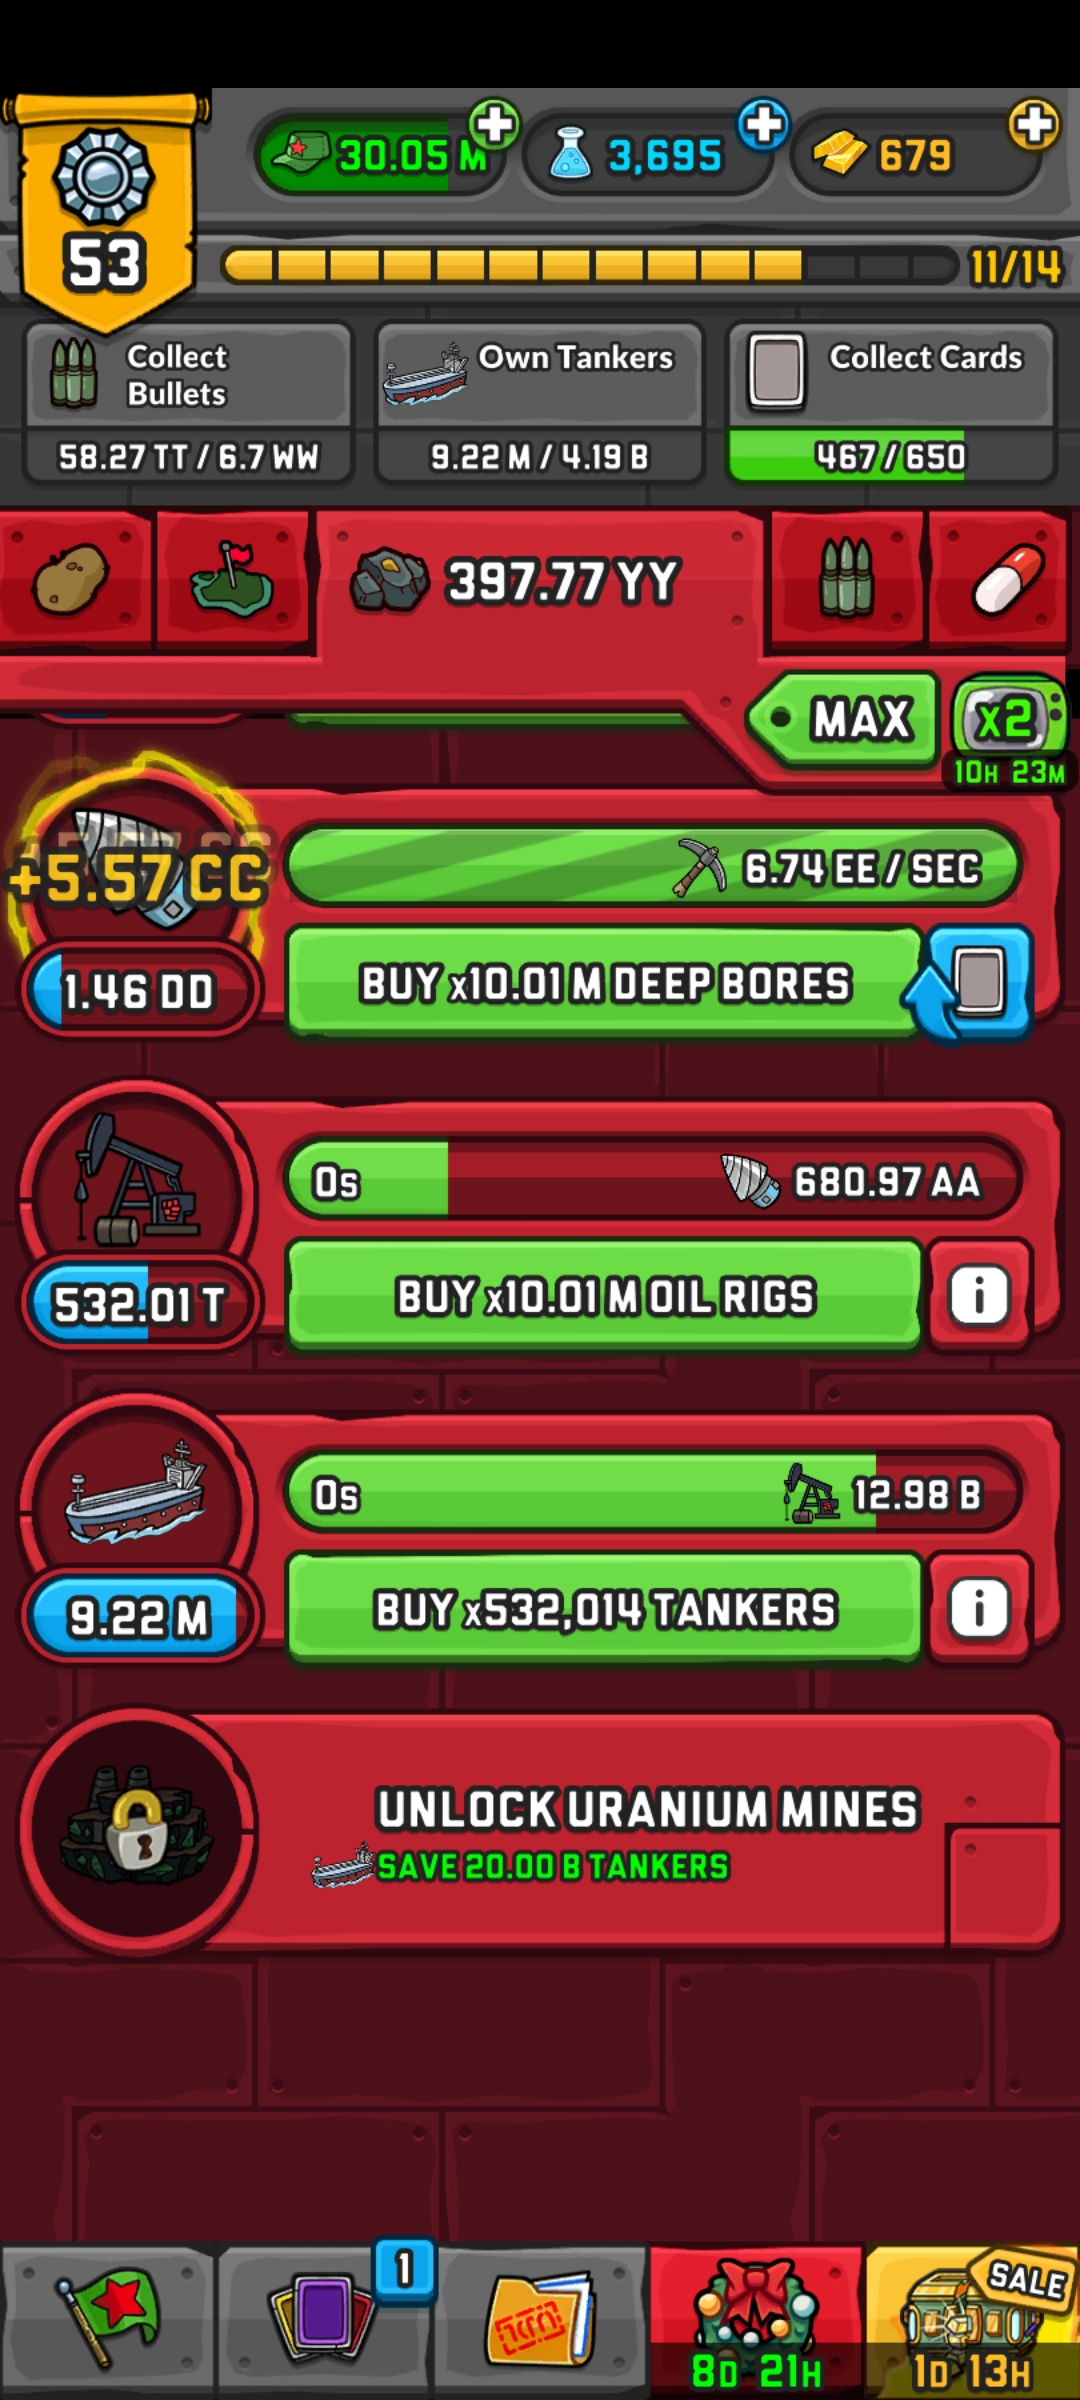 30.05 M
3,695
679
53
11/14
Collect
Bullets
Own Tankers
Collect Cards
58.27 TT / 6.7 WW
9.22 M / 4.19 B
467 / 650
397.77 YY
MAX
x2
10H 23M
+5.57 CC
6.74 EE / SEC
1.46 DD
BUY x10.01 M DEEP BORES
0s
680.97 AA
532.01 T
BUY x10.01 M OIL RIGS
i
0s
12.98 B
9.22 M
BUY x532,014 TANKERS
i
UNLOCK URANIUM MINES
SAVE 20.00 B TANKERS
1
SALE
8D 21H
1D 13H